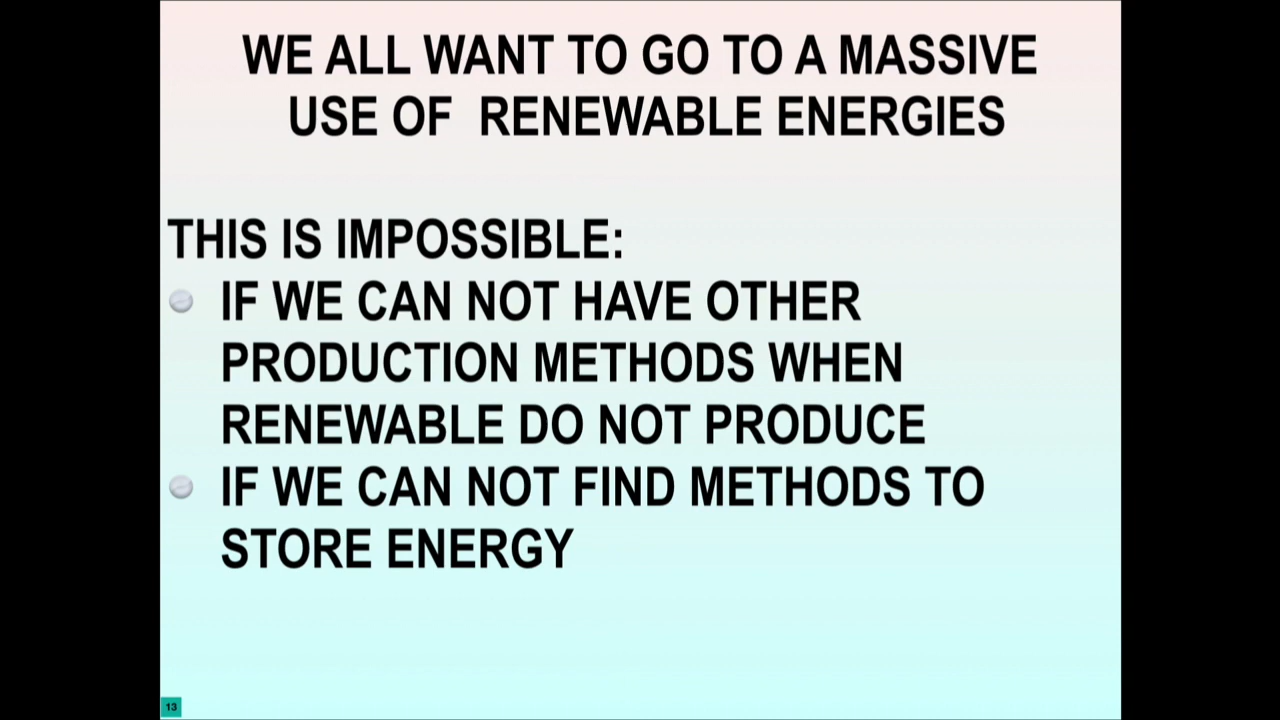 WE ALL WANT TO GO TO A MASSIVE
USE OF RENEWABLE ENERGIES
THIS IS IMPOSSIBLE:
IF WE CAN NOT HAVE OTHER
PRODUCTION METHODS WHEN
RENEWABLE DO NOT PRODUCE
IF WE CAN NOT FIND METHODS TO
STORE ENERGY
13